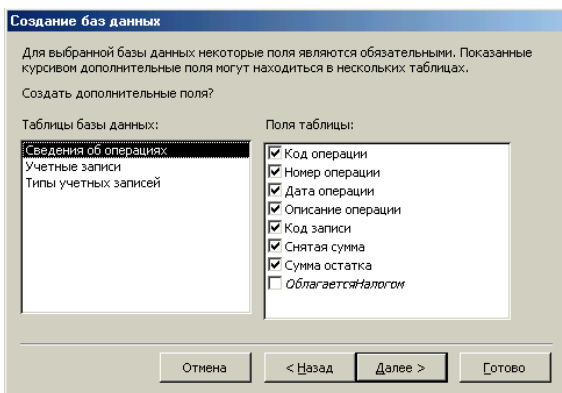 Создание баз данных
Для выбранной базы данных некоторые поля являются обязательными. Показанные
курсивом дополнительные поля могут находиться в нескольких таблицах.
Создать дополнительные поля?
Таблицы базы данных:
Поля таблицы:
Сведения об операциях
Учетные записи
Типы учетных записей
Код операции
Номер операции
Дата операции
Описание операции
Код записи
Снятая сумма
Сумма остатка
ОблагаетсяНалогом
Отмена
< Назад
Далее >
Готово